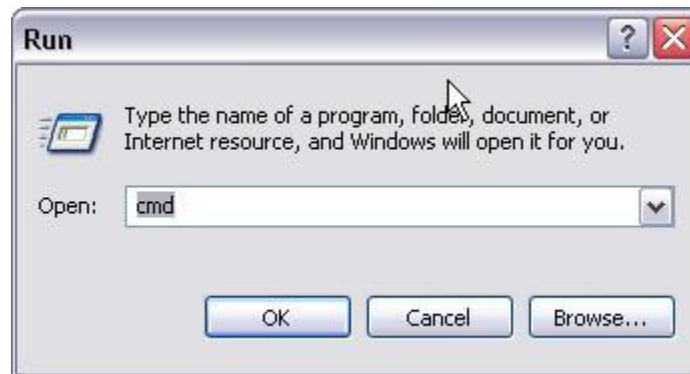 Run
Type the name of a program, folder, document, or
Internet resource, and Windows will open it for you.
Open: cmd
OK Cancel Browse...